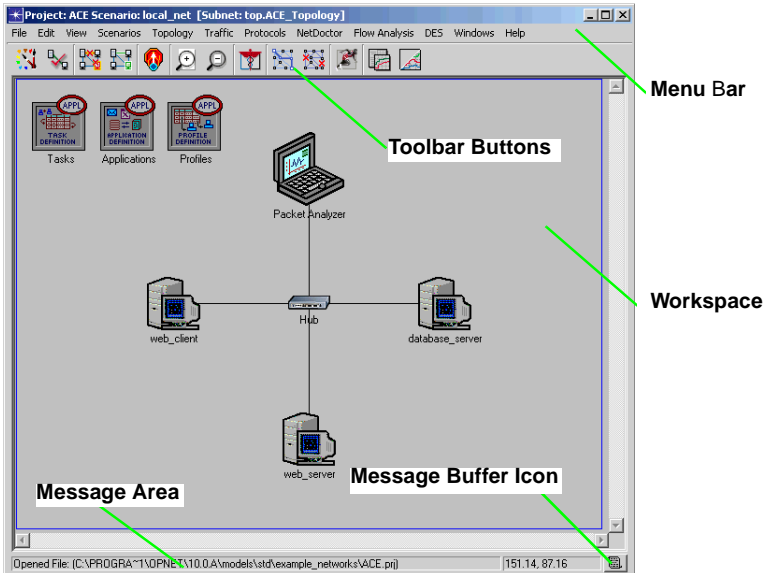 Project: ACE Scenario: local_net [Subnet: top.ACE_Topology]
File Edit View Scenarios Topology Traffic Protocols NetDoctor Flow Analysis DES Windows Help
Menu Bar
APPL APPL APPL
TASK DEFINITION
APPLICATION DEFINITION
PROFILE DEFINITION
Tasks Applications Profiles
Toolbar Buttons
Packet Analyzer
Workspace
Hub
web_client
database_server
web_server
Message Buffer Icon
Message Area
Opened File: (C:\PROGRA~1\OPNET\10.0.A\models\std\example_networks\ACE.prj)
151.14, 87.16